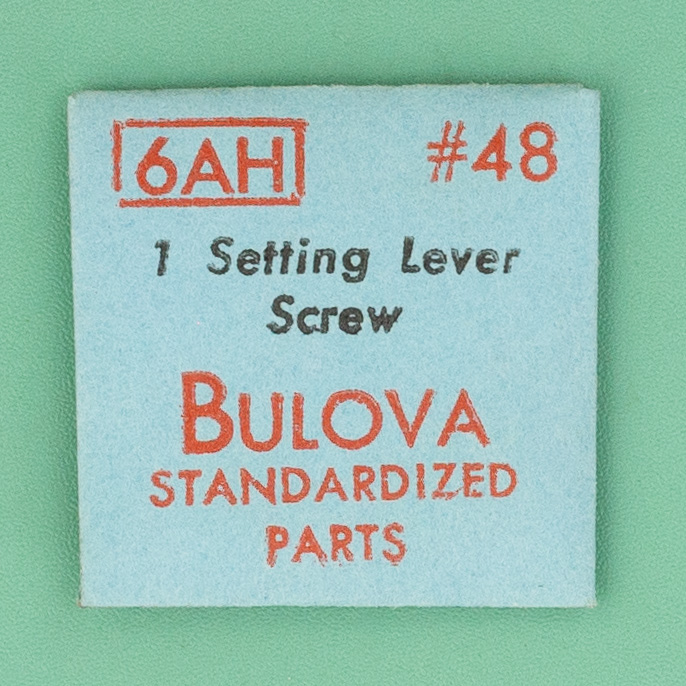 6AH #48
1 Setting Lever
Screw
BULOVA
STANDARDIZED
PARTS